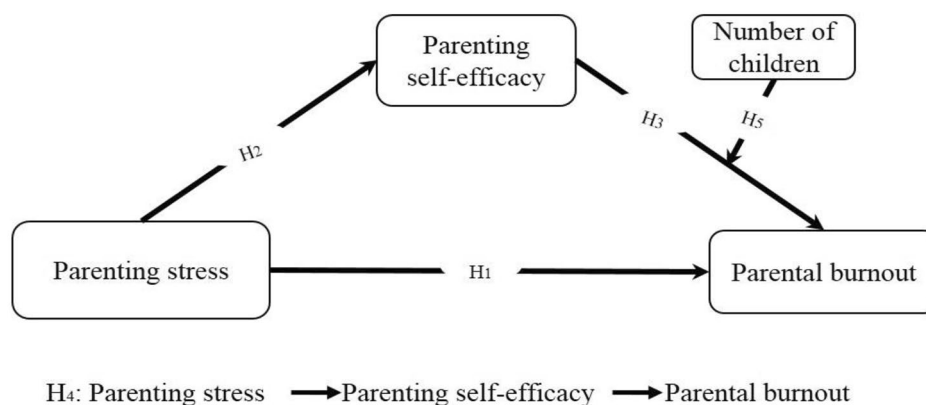 Parenting
self-efficacy
Number of
children
H2
H3
H5
Parenting stress
H1
Parental burnout
H4: Parenting stress Parenting self-efficacy Parental burnout